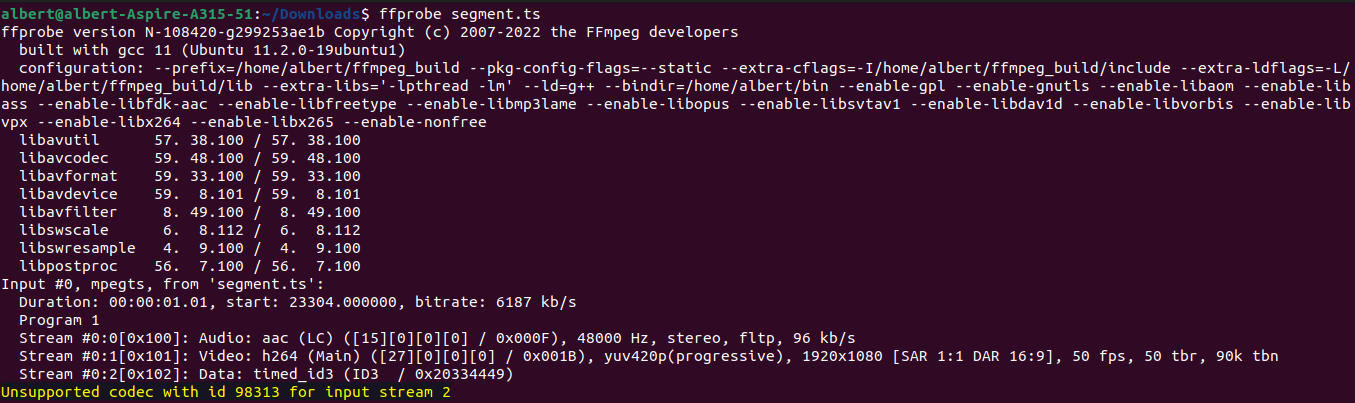 albert@albert-Aspire-A315-51:~/Downloads$ ffprobe segment.ts
ffprobe version N-108420-g299253ae1b Copyright (c) 2007-2022 the FFmpeg developers
  built with gcc 11 (Ubuntu 11.2.0-19ubuntu1)
  configuration: --prefix=/home/albert/ffmpeg_build --pkg-config-flags=--static --extra-cflags=-I/home/albert/ffmpeg_build/include --extra-ldflags=-L/
home/albert/ffmpeg_build/lib --extra-libs='-lpthread -lm' --ld=g++ --bindir=/home/albert/bin --enable-gpl --enable-gnutls --enable-libaom --enable-lib
ass --enable-libfdk-aac --enable-libfreetype --enable-libmp3lame --enable-libopus --enable-libsvtav1 --enable-libdav1d --enable-libvorbis --enable-lib
vpx --enable-libx264 --enable-libx265 --enable-nonfree
  libavutil      57. 38.100 / 57. 38.100
  libavcodec     59. 48.100 / 59. 48.100
  libavformat    59. 33.100 / 59. 33.100
  libavdevice    59.  8.101 / 59.  8.101
  libavfilter     8. 49.100 /  8. 49.100
  libswscale      6.  8.112 /  6.  8.112
  libswresample   4.  9.100 /  4.  9.100
  libpostproc    56.  7.100 / 56.  7.100
Input #0, mpegts, from 'segment.ts':
  Duration: 00:00:01.01, start: 23304.000000, bitrate: 6187 kb/s
  Program 1
  Stream #0:0[0x100]: Audio: aac (LC) ([15][0][0][0] / 0x000F), 48000 Hz, stereo, fltp, 96 kb/s
  Stream #0:1[0x101]: Video: h264 (Main) ([27][0][0][0] / 0x001B), yuv420p(progressive), 1920x1080 [SAR 1:1 DAR 16:9], 50 fps, 50 tbr, 90k tbn
  Stream #0:2[0x102]: Data: timed_id3 (ID3  / 0x20334449)
Unsupported codec with id 98313 for input stream 2